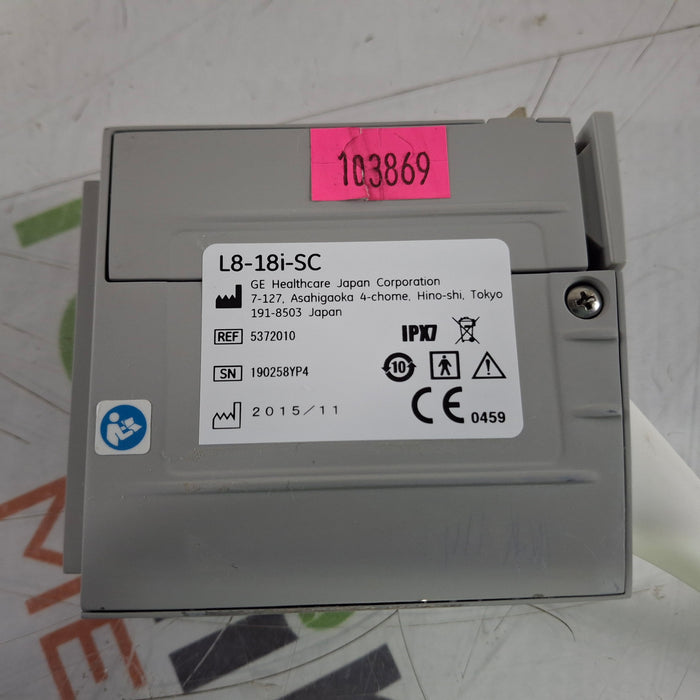 103869
L8-18i-SC
GE Healthcare Japan Corporation
7-127, Asahigaoka 4-chome, Hino-shi, Tokyo
191-8503 Japan
REF 5372010
IPX7
SN 190258YP4
10
2015/11
CE 0459
ME